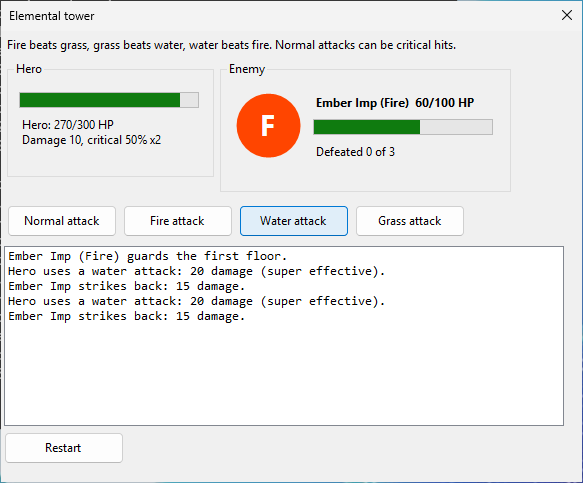 Elemental tower
Fire beats grass, grass beats water, water beats fire. Normal attacks can be critical hits.
Hero
Hero: 270/300 HP
Damage 10, critical 50% x2
Enemy
F
Ember Imp (Fire)  60/100 HP
Defeated 0 of 3
Normal attack
Fire attack
Water attack
Grass attack
Ember Imp (Fire) guards the first floor.
Hero uses a water attack: 20 damage (super effective).
Ember Imp strikes back: 15 damage.
Hero uses a water attack: 20 damage (super effective).
Ember Imp strikes back: 15 damage.
Restart